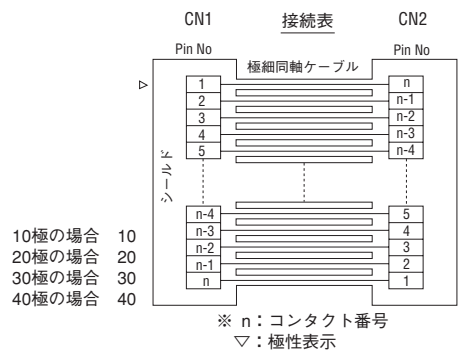 CN1 接続表 CN2
Pin No Pin No
極細同軸ケーブル
▷ 1 n
2 n-1
3 n-2
4 n-3
5 n-4
シールド
n-4 5
10極の場合 10 n-3 4
20極の場合 20 n-2 3
30極の場合 30 n-1 2
40極の場合 40 n 1
※ n：コンタクト番号
▽：極性表示